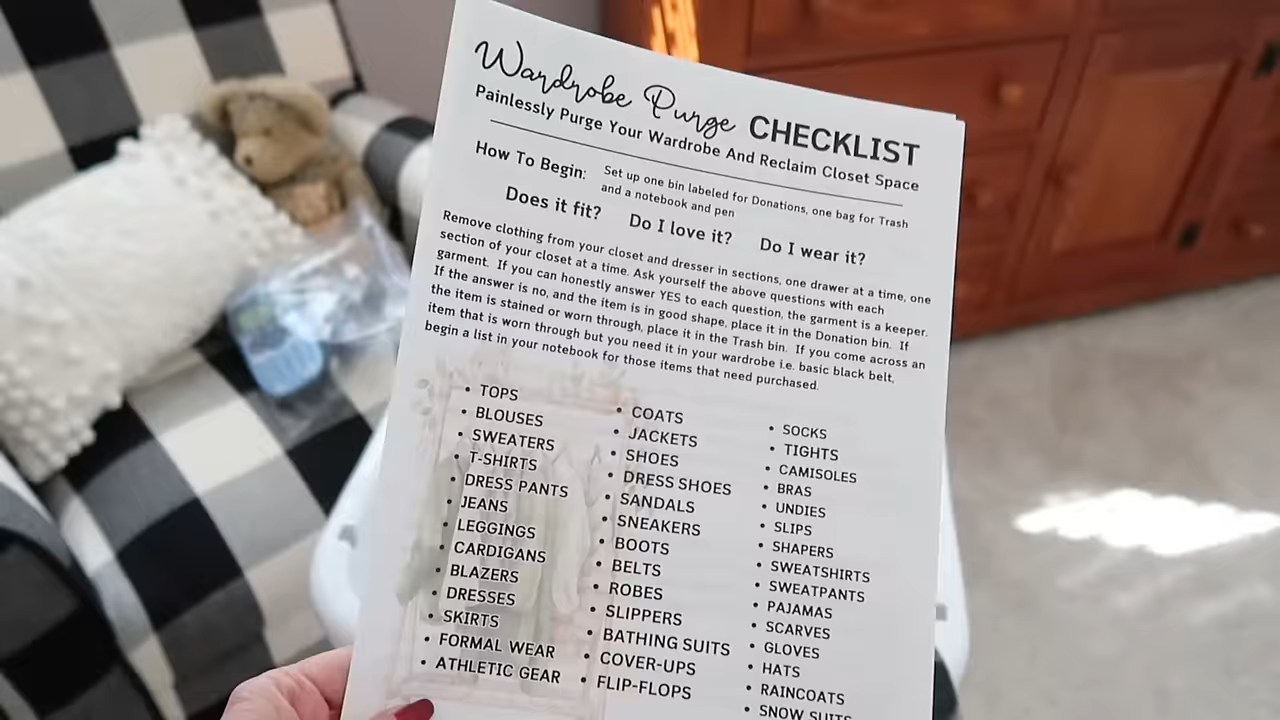 Wardrobe Purge CHECKLIST
Painlessly Purge Your Wardrobe And Reclaim Closet Space
How To Begin: Set up one bin labeled for Donations, one bag for Trash
and a notebook and pen
Does it fit? Do I love it? Do I wear it?
Remove clothing from your closet and dresser in sections, one drawer at a time, one
section of your closet at a time. Ask yourself the above questions with each
garment. If you can honestly answer YES to each question, the garment is a keeper.
If the answer is no, and the item is in good shape, place it in the Donation bin. If
the item is stained or worn through, place it in the Trash bin. If you come across an
item that is worn through but you need it in your wardrobe i.e. basic black belt,
begin a list in your notebook for those items that need purchased.
• TOPS
• BLOUSES
• SWEATERS
• T-SHIRTS
• DRESS PANTS
• JEANS
• LEGGINGS
• CARDIGANS
• BLAZERS
• DRESSES
• SKIRTS
• FORMAL WEAR
• ATHLETIC GEAR
• COATS
• JACKETS
• SHOES
• DRESS SHOES
• SANDALS
• SNEAKERS
• BOOTS
• BELTS
• ROBES
• SLIPPERS
• BATHING SUITS
• COVER-UPS
• FLIP-FLOPS
• SOCKS
• TIGHTS
• CAMISOLES
• BRAS
• UNDIES
• SLIPS
• SHAPERS
• SWEATSHIRTS
• SWEATPANTS
• PAJAMAS
• SCARVES
• GLOVES
• HATS
• RAINCOATS
• SNOW SUITS